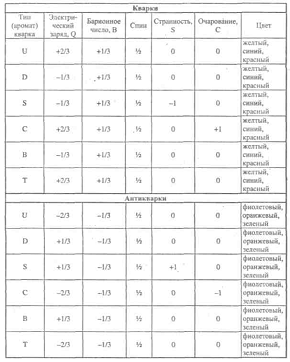 Кварки
Тип (аромат) кварка | Электрический заряд, Q | Барионное число, B | Спин | Странность, S | Очарование, C | Цвет
U | +2/3 | +1/3 | ½ | 0 | 0 | желтый, синий, красный
D | −1/3 | +1/3 | ½ | 0 | 0 | желтый, синий, красный
S | −1/3 | +1/3 | ½ | −1 | 0 | желтый, синий, красный
C | +2/3 | +1/3 | ½ | 0 | +1 | желтый, синий, красный
B | −1/3 | +1/3 | ½ | 0 | 0 | желтый, синий, красный
T | +2/3 | +1/3 | ½ | 0 | 0 | желтый, синий, красный
Антикварки
U | −2/3 | −1/3 | ½ | 0 | 0 | фиолетовый, оранжевый, зеленый
D | +1/3 | −1/3 | ½ | 0 | 0 | фиолетовый, оранжевый, зеленый
S | +1/3 | −1/3 | ½ | +1 | 0 | фиолетовый, оранжевый, зеленый
C | −2/3 | −1/3 | ½ | 0 | −1 | фиолетовый, оранжевый, зеленый
B | +1/3 | −1/3 | ½ | 0 | 0 | фиолетовый, оранжевый, зеленый
T | −2/3 | −1/3 | ½ | 0 | 0 | фиолетовый, оранжевый, зеленый